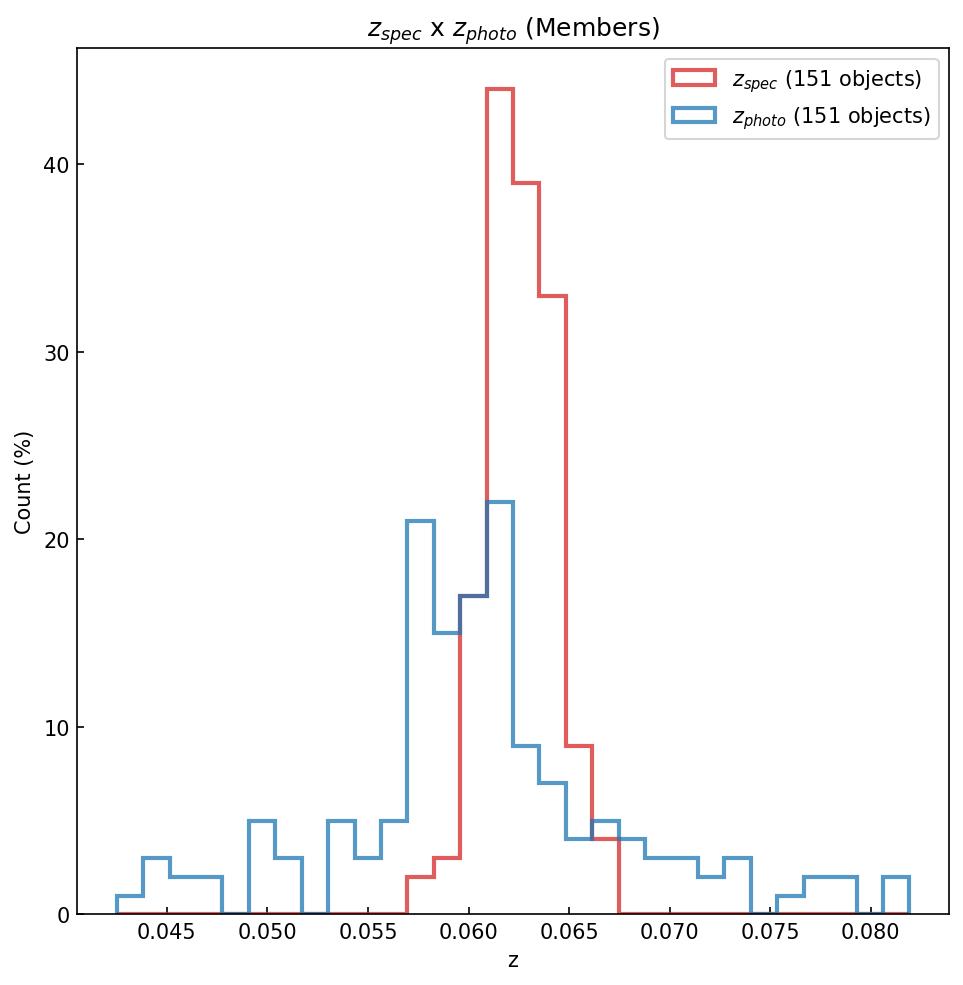 z_spec x z_photo (Members)
z_spec (151 objects)
z_photo (151 objects)
Count (%)
40
30
20
10
0
0.045 0.050 0.055 0.060 0.065 0.070 0.075 0.080
z